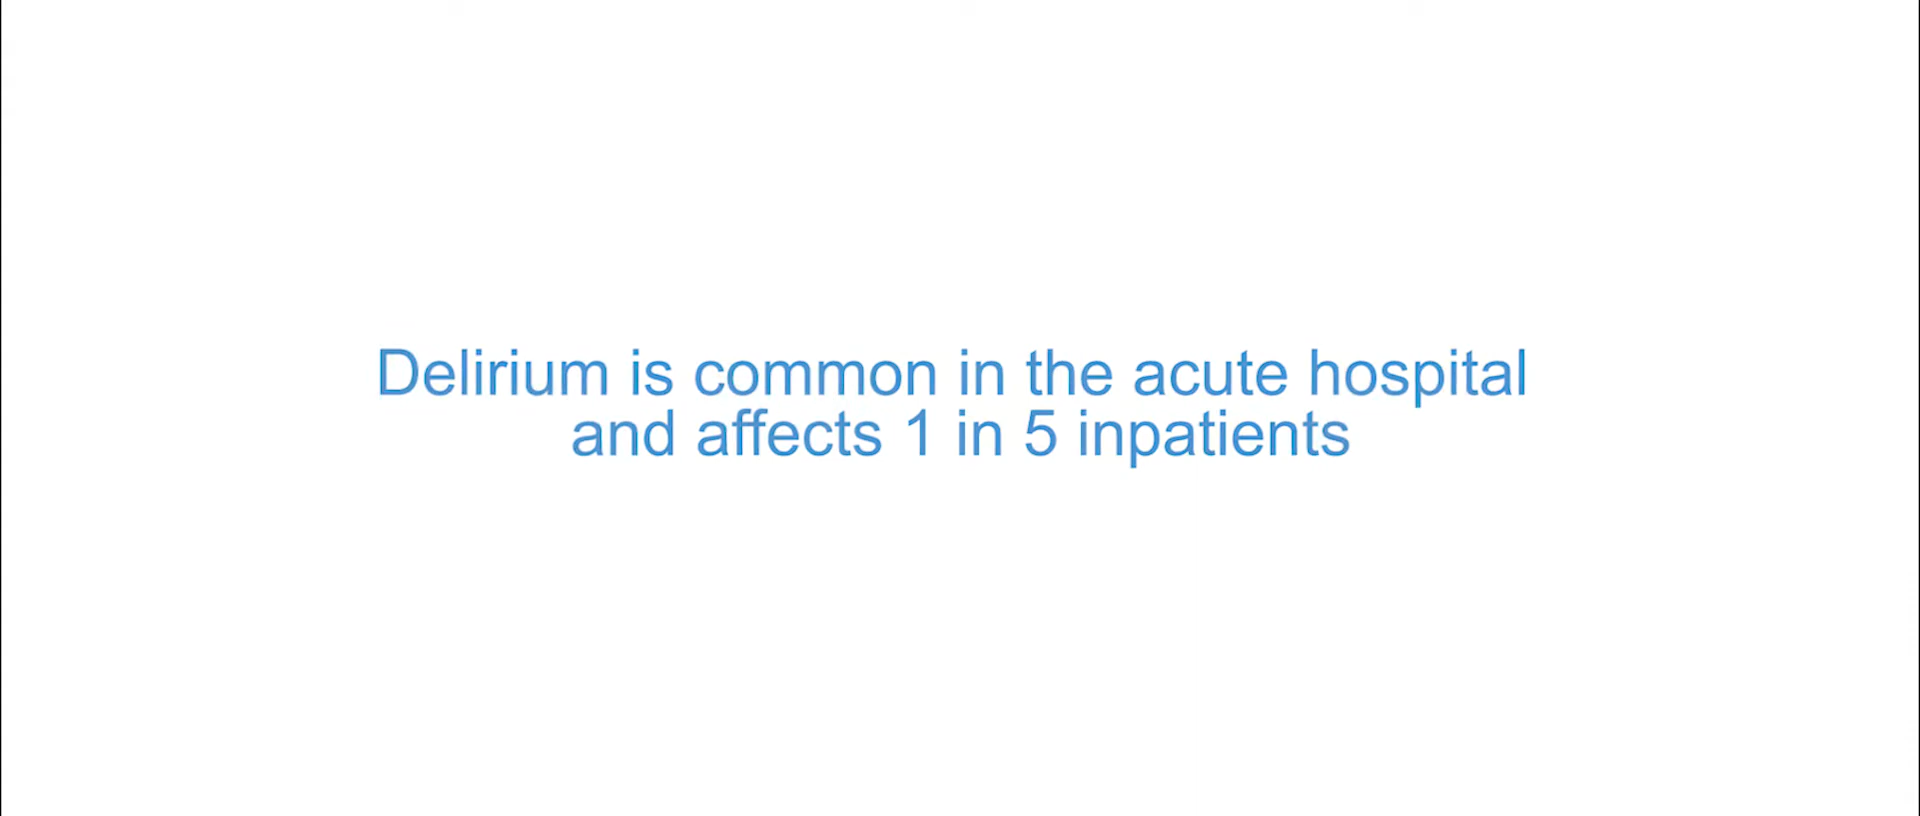 Delirium is common in the acute hospital
and affects 1 in 5 inpatients